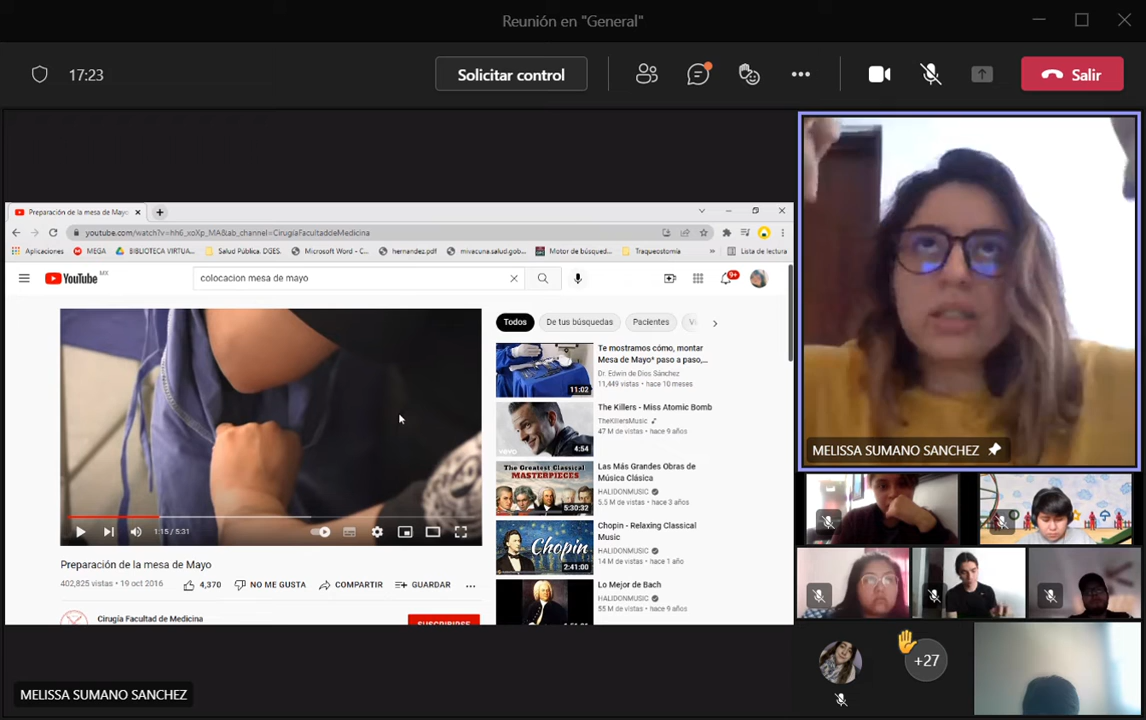 Reunión en "General"
17:23
Solicitar control
Salir
Preparación de la mesa de Mayo
youtube.com/watch?v=hh6_xoXp_MA&ab_channel=CirugíaFacultaddeMedicina
Aplicaciones
MEGA
BIBLIOTECA VIRTUA...
Salud Pública. DGES.
Microsoft Word - C...
hernandez.pdf
mivacuna.salud.gob...
Motor de búsqued...
Traqueostomía
»
Lista de lectura
YouTube MX
colocacion mesa de mayo
9+
Todos
De tus búsquedas
Pacientes
1:15 / 5:31
Te mostramos cómo, montar
Mesa de Mayo* paso a paso,...
Dr. Edwin de Dios Sánchez
11,449 vistas • hace 10 meses
11:02
The Killers - Miss Atomic Bomb
TheKillersMusic
47 M de vistas • hace 9 años
vevo
4:54
Las Más Grandes Obras de
Música Clásica
HALIDONMUSIC
5.5 M de vistas • hace 3 años
The Greatest Classical
MASTERPIECES
5:30:32
Chopin - Relaxing Classical
Music
HALIDONMUSIC
14 M de vistas • hace 1 año
Chopin
2:41:00
Lo Mejor de Bach
HALIDONMUSIC
55 M de vistas • hace 9 años
Preparación de la mesa de Mayo
402,825 vistas • 19 oct 2016
4,370
NO ME GUSTA
COMPARTIR
GUARDAR
...
Cirugía Facultad de Medicina
SUSCRIBIRSE
MELISSA SUMANO SANCHEZ
+27
MELISSA SUMANO SANCHEZ